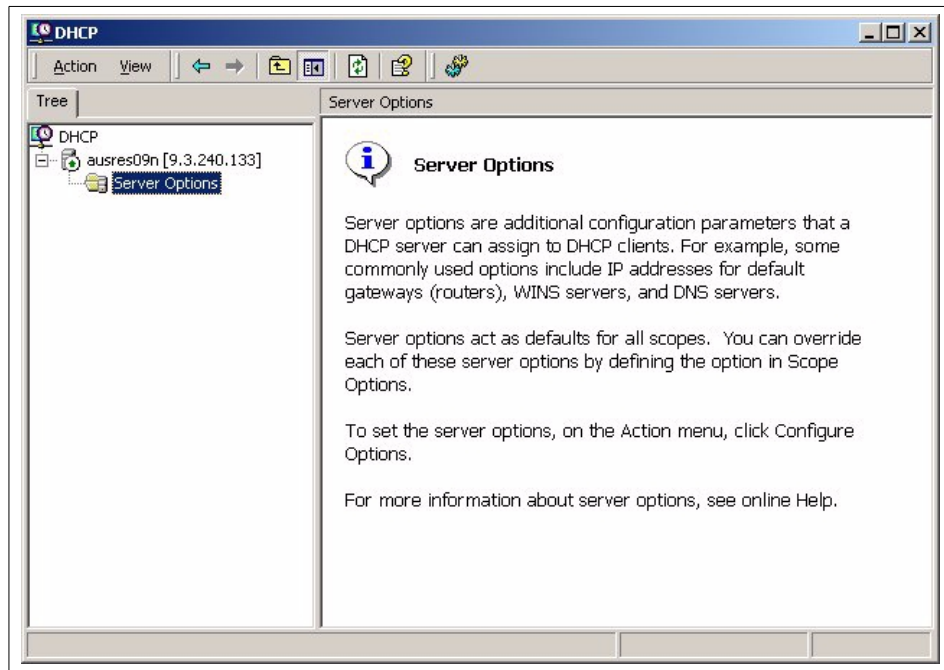 DHCP
Action View
Tree
Server Options
DHCP
ausres09n [9.3.240.133]
Server Options
Server Options
Server options are additional configuration parameters that a
DHCP server can assign to DHCP clients. For example, some
commonly used options include IP addresses for default
gateways (routers), WINS servers, and DNS servers.
Server options act as defaults for all scopes. You can override
each of these server options by defining the option in Scope
Options.
To set the server options, on the Action menu, click Configure
Options.
For more information about server options, see online Help.